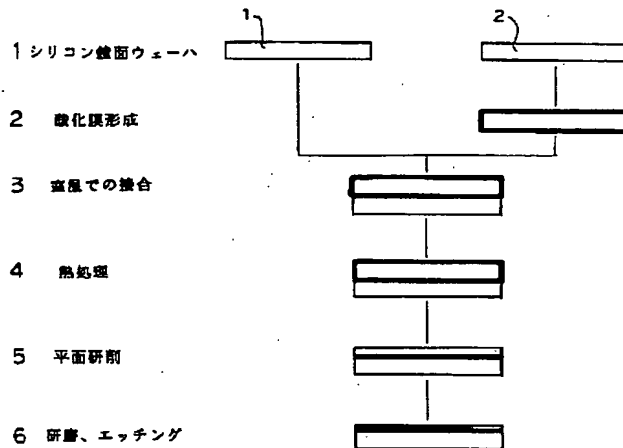 1 2
1 シリコン鏡面ウェーハ
2 酸化膜形成
3 室温での接合
4 熱処理
5 平面研削
6 研磨、エッチング